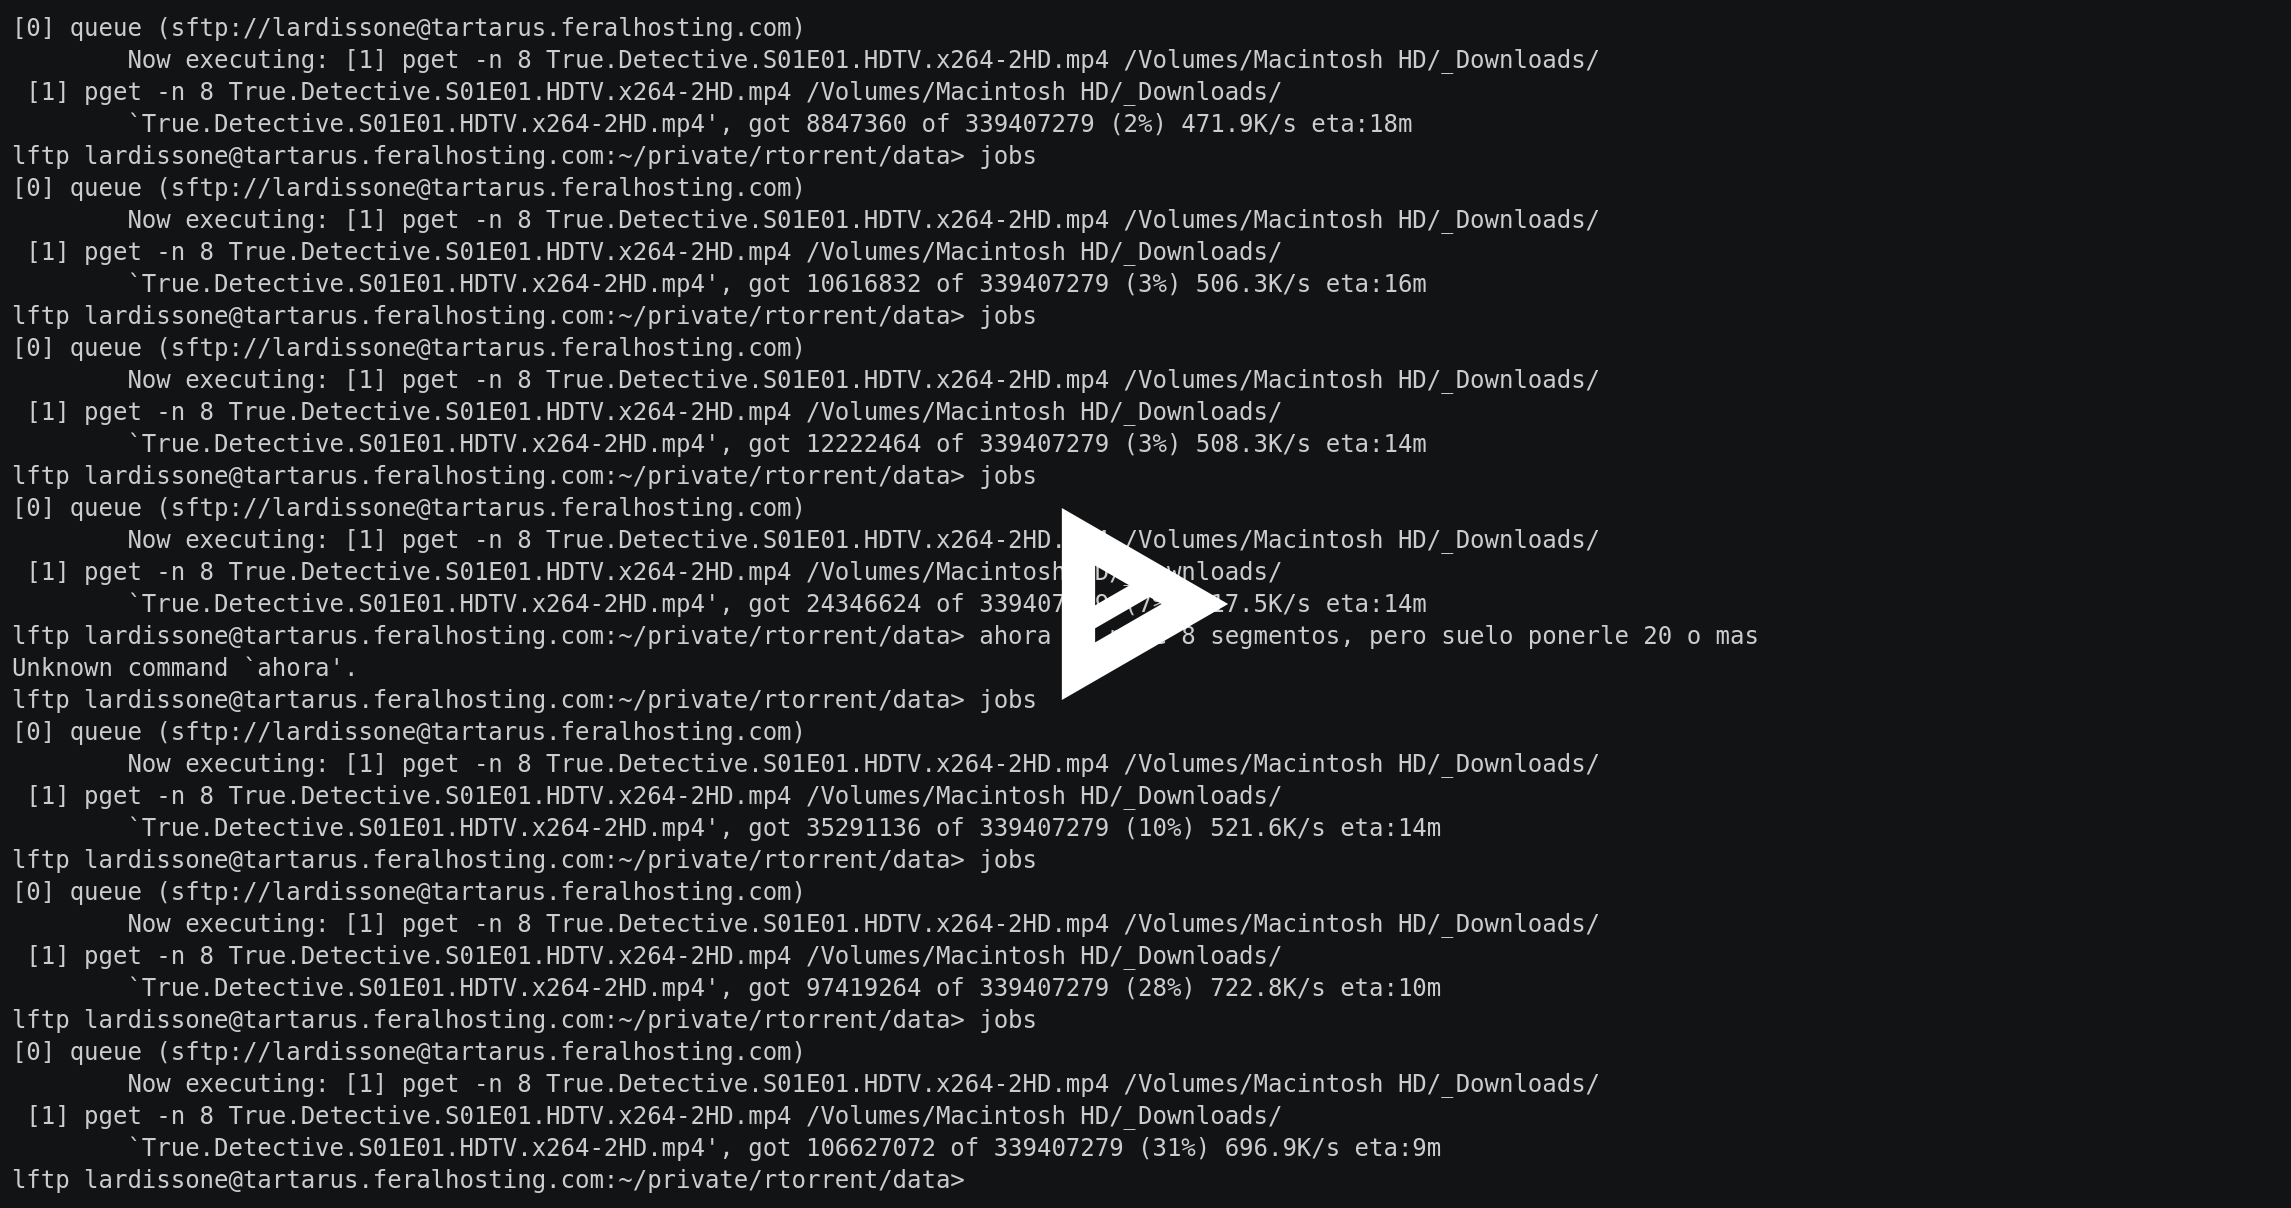 [0] queue (sftp://lardissone@tartarus.feralhosting.com)
        Now executing: [1] pget -n 8 True.Detective.S01E01.HDTV.x264-2HD.mp4 /Volumes/Macintosh HD/_Downloads/
 [1] pget -n 8 True.Detective.S01E01.HDTV.x264-2HD.mp4 /Volumes/Macintosh HD/_Downloads/
        `True.Detective.S01E01.HDTV.x264-2HD.mp4', got 8847360 of 339407279 (2%) 471.9K/s eta:18m
lftp lardissone@tartarus.feralhosting.com:~/private/rtorrent/data> jobs
[0] queue (sftp://lardissone@tartarus.feralhosting.com)
        Now executing: [1] pget -n 8 True.Detective.S01E01.HDTV.x264-2HD.mp4 /Volumes/Macintosh HD/_Downloads/
 [1] pget -n 8 True.Detective.S01E01.HDTV.x264-2HD.mp4 /Volumes/Macintosh HD/_Downloads/
        `True.Detective.S01E01.HDTV.x264-2HD.mp4', got 10616832 of 339407279 (3%) 506.3K/s eta:16m
lftp lardissone@tartarus.feralhosting.com:~/private/rtorrent/data> jobs
[0] queue (sftp://lardissone@tartarus.feralhosting.com)
        Now executing: [1] pget -n 8 True.Detective.S01E01.HDTV.x264-2HD.mp4 /Volumes/Macintosh HD/_Downloads/
 [1] pget -n 8 True.Detective.S01E01.HDTV.x264-2HD.mp4 /Volumes/Macintosh HD/_Downloads/
        `True.Detective.S01E01.HDTV.x264-2HD.mp4', got 12222464 of 339407279 (3%) 508.3K/s eta:14m
lftp lardissone@tartarus.feralhosting.com:~/private/rtorrent/data> jobs
[0] queue (sftp://lardissone@tartarus.feralhosting.com)
        Now executing: [1] pget -n 8 /Volumes/Macintosh HD/_Downloads/
 [1] pget -n 8 True.Detective.S01E01.HDTV.x264-2HD.mp4 /Volumes/Macintosh
        `True.Detective.S01E01.HDTV.x264-2HD.mp4', got 24346624 of eta:14m
lftp lardissone@tartarus.feralhosting.com:~/private/rtorrent/data> ahora 8 segmentos, pero suelo ponerle 20 o mas
Unknown command `ahora'.
lftp lardissone@tartarus.feralhosting.com:~/private/rtorrent/data> jobs
[0] queue (sftp://lardissone@tartarus.feralhosting.com)
        Now executing: [1] pget -n 8 True.Detective.S01E01.HDTV.x264-2HD.mp4 /Volumes/Macintosh HD/_Downloads/
 [1] pget -n 8 True.Detective.S01E01.HDTV.x264-2HD.mp4 /Volumes/Macintosh HD/_Downloads/
        `True.Detective.S01E01.HDTV.x264-2HD.mp4', got 35291136 of 339407279 (10%) 521.6K/s eta:14m
lftp lardissone@tartarus.feralhosting.com:~/private/rtorrent/data> jobs
[0] queue (sftp://lardissone@tartarus.feralhosting.com)
        Now executing: [1] pget -n 8 True.Detective.S01E01.HDTV.x264-2HD.mp4 /Volumes/Macintosh HD/_Downloads/
 [1] pget -n 8 True.Detective.S01E01.HDTV.x264-2HD.mp4 /Volumes/Macintosh HD/_Downloads/
        `True.Detective.S01E01.HDTV.x264-2HD.mp4', got 97419264 of 339407279 (28%) 722.8K/s eta:10m
lftp lardissone@tartarus.feralhosting.com:~/private/rtorrent/data> jobs
[0] queue (sftp://lardissone@tartarus.feralhosting.com)
        Now executing: [1] pget -n 8 True.Detective.S01E01.HDTV.x264-2HD.mp4 /Volumes/Macintosh HD/_Downloads/
 [1] pget -n 8 True.Detective.S01E01.HDTV.x264-2HD.mp4 /Volumes/Macintosh HD/_Downloads/
        `True.Detective.S01E01.HDTV.x264-2HD.mp4', got 106627072 of 339407279 (31%) 696.9K/s eta:9m
lftp lardissone@tartarus.feralhosting.com:~/private/rtorrent/data>